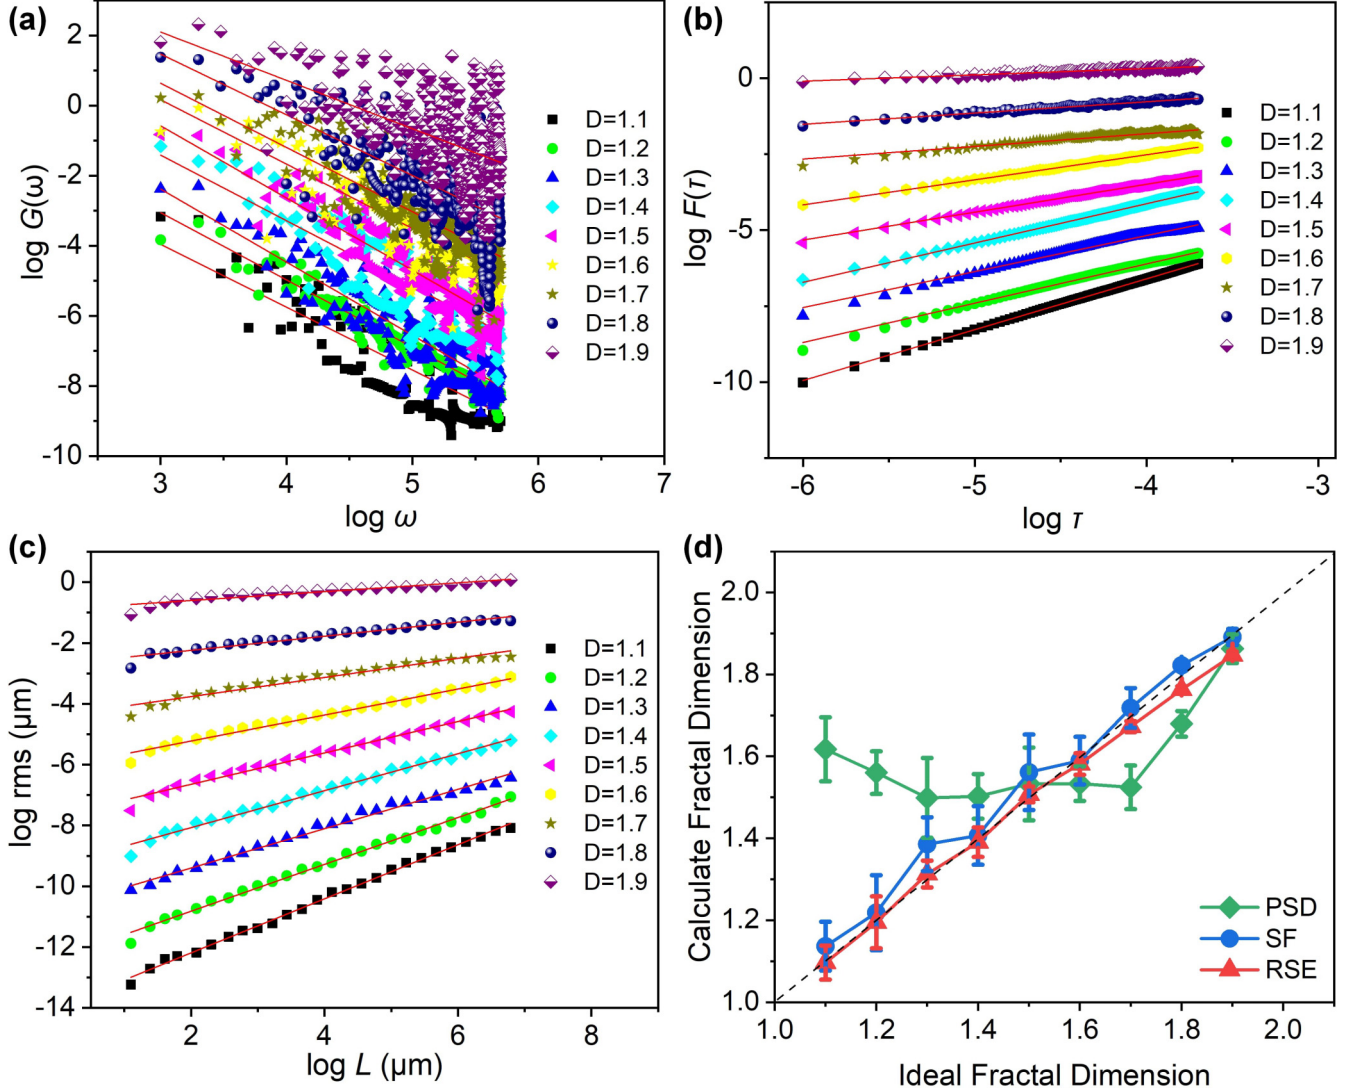 (a)
log G(ω)
2
0
-2
-4
-6
-8
-10
3
4
5
6
7
log ω
D=1.1
D=1.2
D=1.3
D=1.4
D=1.5
D=1.6
D=1.7
D=1.8
D=1.9
(b)
log F(τ)
0
-5
-10
-6
-5
-4
-3
log τ
D=1.1
D=1.2
D=1.3
D=1.4
D=1.5
D=1.6
D=1.7
D=1.8
D=1.9
(c)
log rms (μm)
0
-2
-4
-6
-8
-10
-12
-14
2
4
6
8
log L (μm)
D=1.1
D=1.2
D=1.3
D=1.4
D=1.5
D=1.6
D=1.7
D=1.8
D=1.9
(d)
Calculate Fractal Dimension
2.0
1.8
1.6
1.4
1.2
1.0
1.0
1.2
1.4
1.6
1.8
2.0
Ideal Fractal Dimension
PSD
SF
RSE